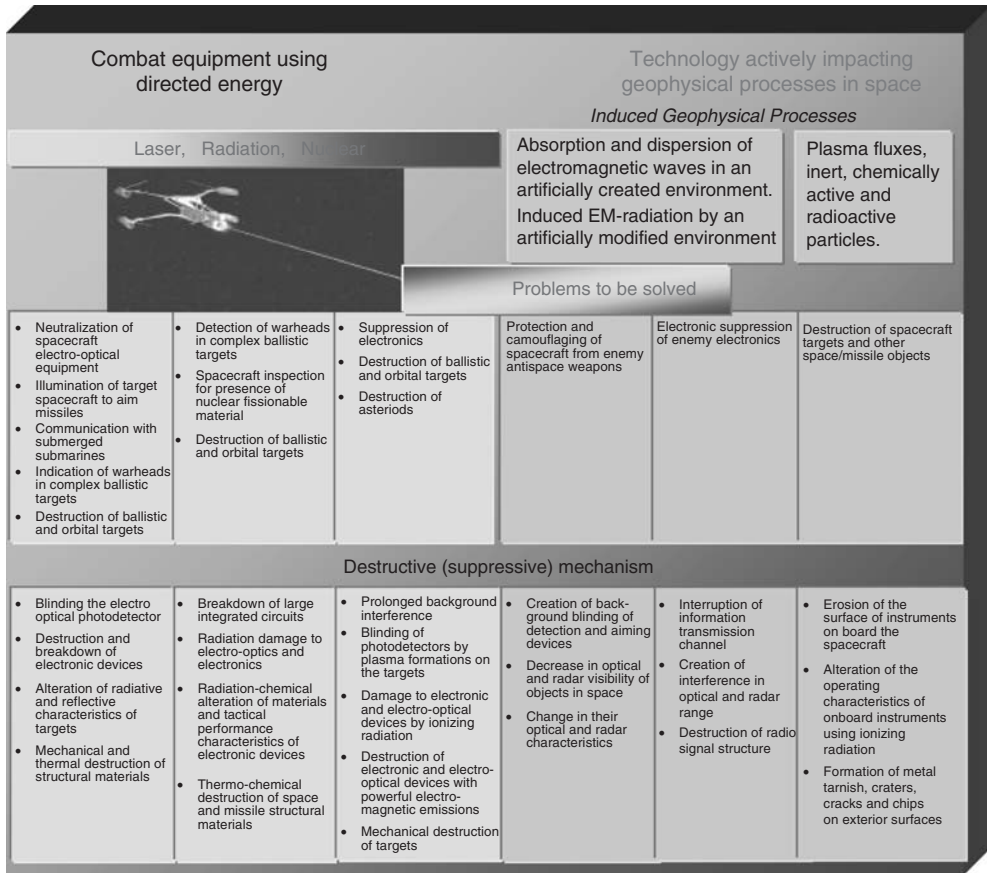 Combat equipment using
directed energy
Technology actively impacting
geophysical processes in space
Induced Geophysical Processes
Laser, Radiation, Nuclear
Absorption and dispersion of
electromagnetic waves in an
artificially created environment.
Induced EM-radiation by an
artificially modified environment
Plasma fluxes,
inert, chemically
active and
radioactive
particles.
Problems to be solved
• Neutralization of
spacecraft
electro-optical
equipment
• Illumination of target
spacecraft to aim
missiles
• Communication with
submerged
submarines
• Indication of warheads
in complex ballistic
targets
• Destruction of ballistic
and orbital targets
• Detection of warheads
in complex ballistic
targets
• Spacecraft inspection
for presence of
nuclear fissionable
material
• Destruction of ballistic
and orbital targets
• Suppression of
electronics
• Destruction of ballistic
and orbital targets
• Destruction of
asteriods
Protection and
camouflaging of
spacecraft from enemy
antispace weapons
Electronic suppression
of enemy electronics
Destruction of spacecraft
targets and other
space/missile objects
Destructive (suppressive) mechanism
• Blinding the electro
optical photodetector
• Destruction and
breakdown of
electronic devices
• Alteration of radiative
and reflective
characteristics of
targets
• Mechanical and
thermal destruction of
structural materials
• Breakdown of large
integrated circuits
• Radiation damage to
electro-optics and
electronics
• Radiation-chemical
alteration of materials
and tactical
performance
characteristics of
electronic devices
• Thermo-chemical
destruction of space
and missile structural
materials
• Prolonged background
interference
• Blinding of
photodetectors by
plasma formations on
the targets
• Damage to electronic
and electro-optical
devices by ionizing
radiation
• Destruction of
electronic and electro-
optical devices with
powerful electro-
magnetic emissions
• Mechanical destruction
of targets
• Creation of back-
ground blinding of
detection and aiming
devices
• Decrease in optical
and radar visibility of
objects in space
• Change in their
optical and radar
characteristics
• Interruption of
information
transmission
channel
• Creation of
interference in
optical and radar
range
• Destruction of radio
signal structure
• Erosion of the
surface of instruments
on board the
spacecraft
• Alteration of the
operating
characteristics of
onboard instruments
using ionizing
radiation
• Formation of metal
tarnish, craters,
cracks and chips
on exterior surfaces